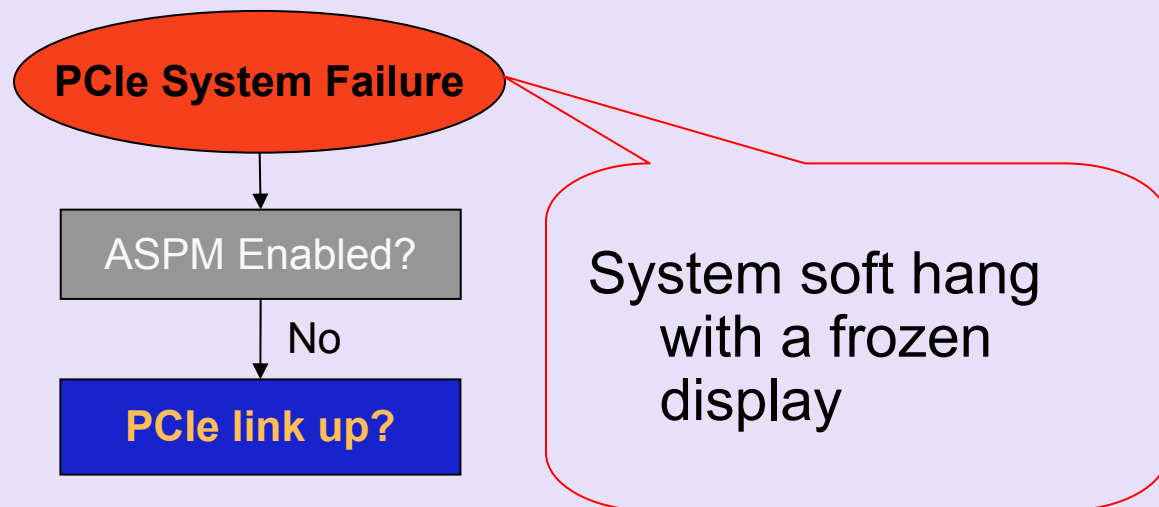 PCIe System Failure
ASPM Enabled?
No
PCIe link up?
System soft hang
with a frozen
display